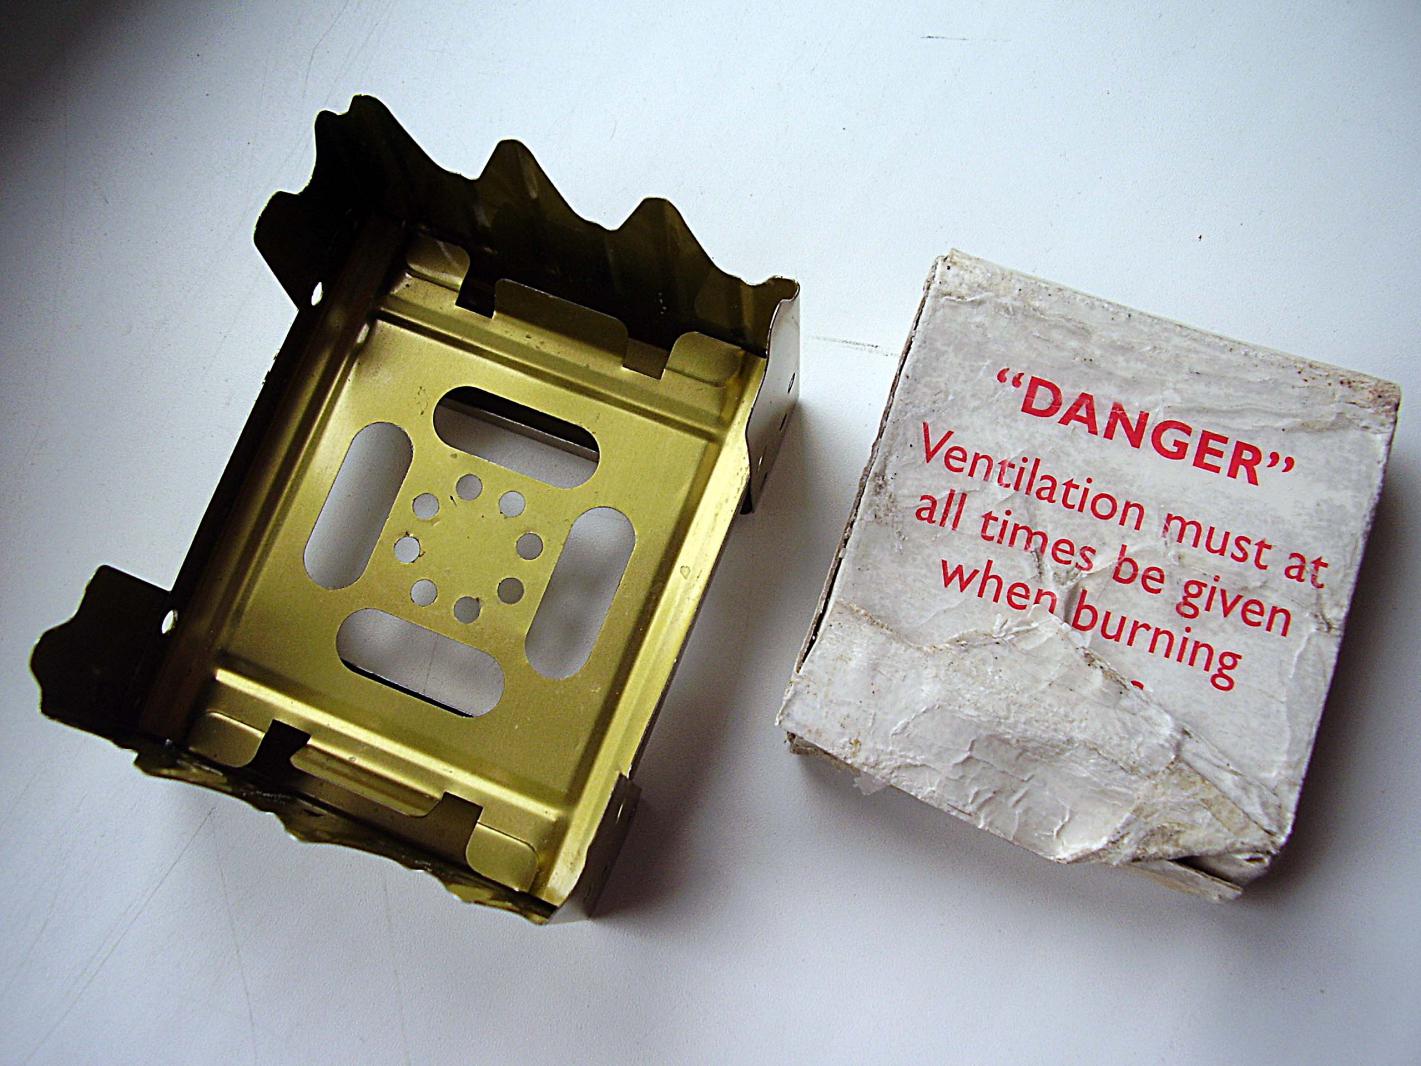 “DANGER”
Ventilation must at
all times be given
when burning